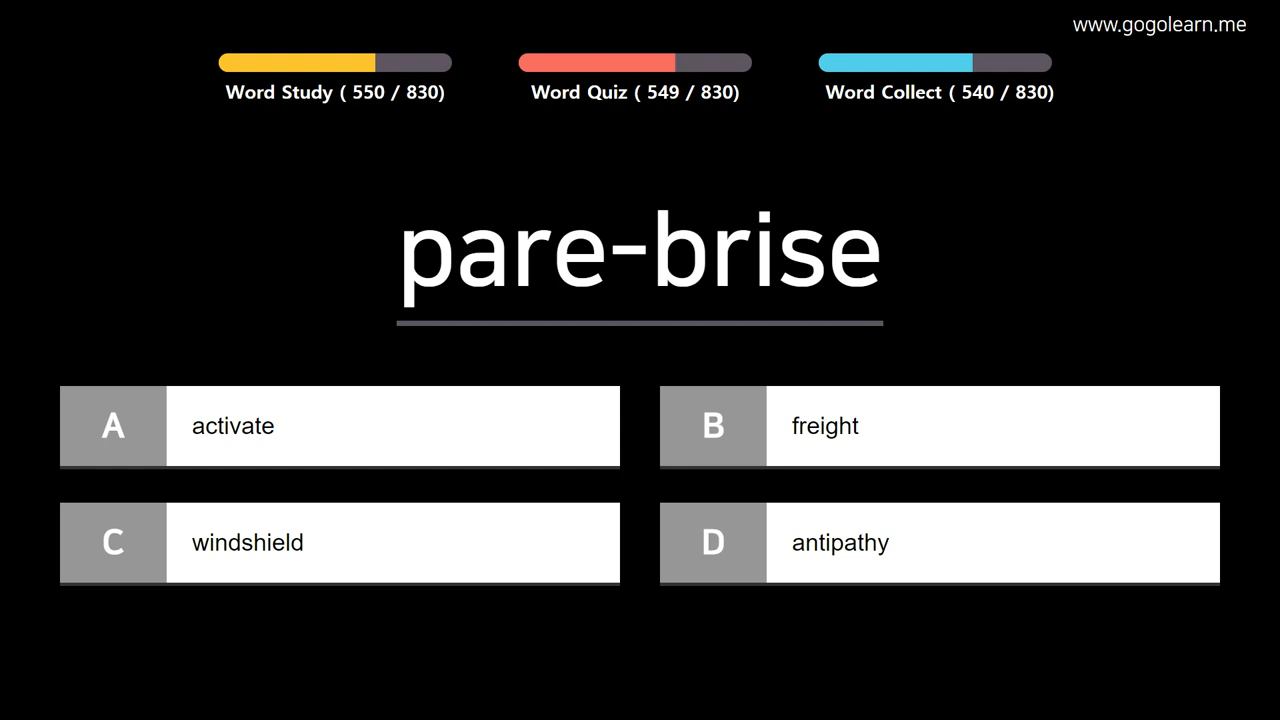 www.gogolearn.me
Word Study ( 550 / 830)
Word Quiz ( 549 / 830)
Word Collect ( 540 / 830)
pare-brise
A activate
B freight
C windshield
D antipathy